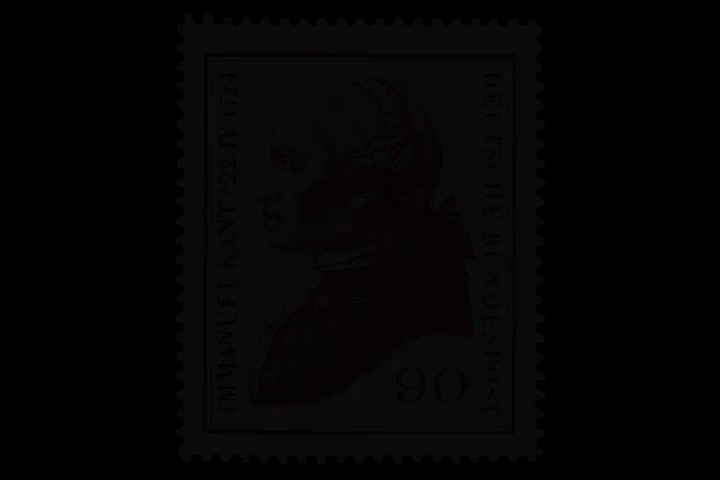 IMMANUEL KANT * 22. IV. 1724
DEUTSCHE BUNDESPOST
90